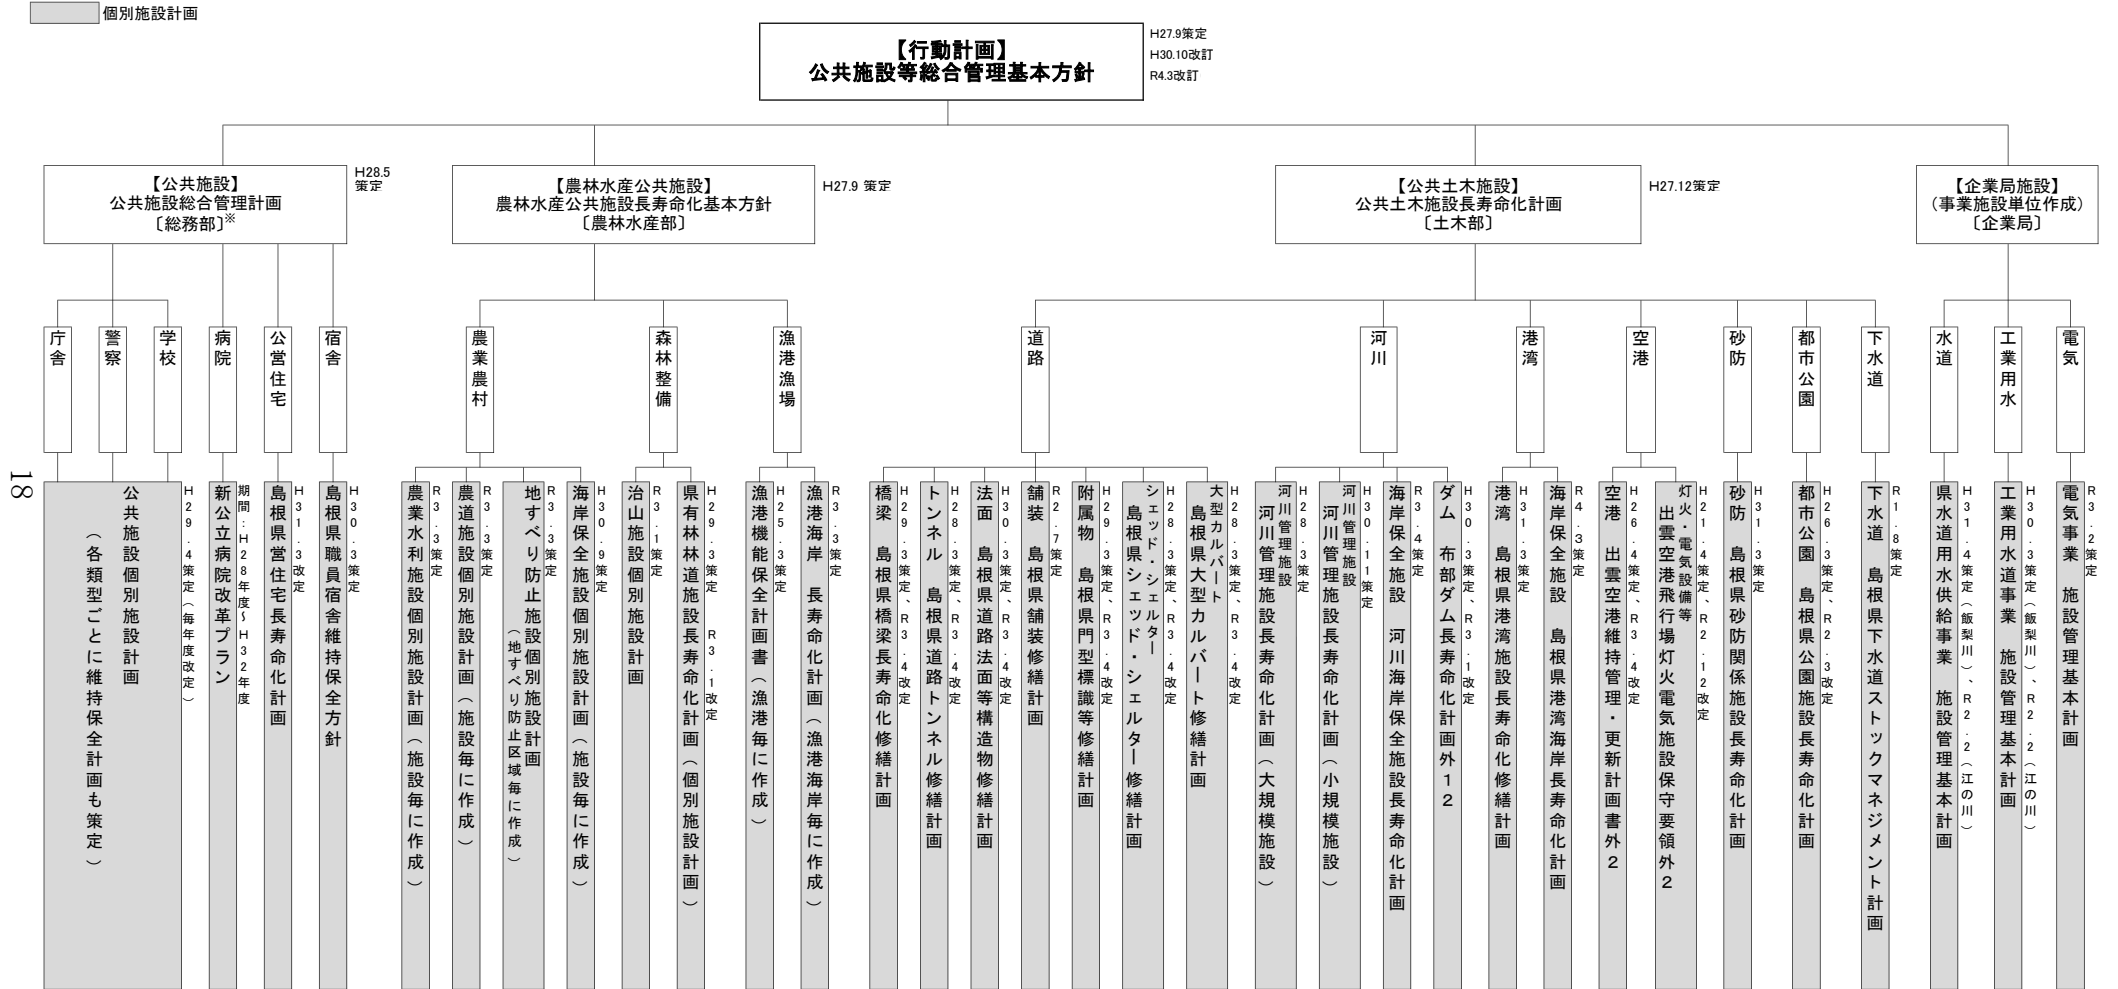 個別施設計画
【行動計画】
公共施設等総合管理基本方針
H27.9策定
H30.10改訂
R4.3改訂
【公共施設】
公共施設総合管理計画
〔総務部〕※
H28.5
策定
【農林水産公共施設】
農林水産公共施設長寿命化基本方針
〔農林水産部〕
H27.9 策定
【公共土木施設】
公共土木施設長寿命化計画
〔土木部〕
H27.12策定
【企業局施設】
（事業施設単位作成）
〔企業局〕
庁舎
警察
学校
病院
公営住宅
宿舎
農業農村
森林整備
漁港漁場
道路
河川
港湾
空港
砂防
都市公園
下水道
水道
工業用水
電気
公共施設個別施設計画
（各類型ごとに維持保全計画も策定）
H29.4策定（毎年度改定）
新公立病院改革プラン
期間：H28年度～H32年度
島根県営住宅長寿命化計画
H31.3改定
島根県職員宿舎維持保全方針
H30.3策定
農業水利施設個別施設計画（施設毎に作成）
R3.3策定
農道施設個別施設計画（施設毎に作成）
R3.3策定
地すべり防止施設個別施設計画
（地すべり防止区域毎に作成）
R3.3策定
海岸保全施設個別施設計画（施設毎に作成）
H30.9策定
治山施設個別施設計画
R3.1策定
県有林林道施設長寿命化計画（個別施設計画）
H29.3策定 R3.1改定
漁港機能保全計画書（漁港毎に作成）
H25.3策定
漁港海岸 長寿命化計画（漁港海岸毎に作成）
R3.3策定
橋梁 島根県橋梁長寿命化修繕計画
H29.3策定、R3.4改定
トンネル 島根県道路トンネル修繕計画
H28.3策定、R3.4改定
法面 島根県道路法面等構造物修繕計画
H30.3策定、R3.4改定
舗装 島根県舗装修繕計画
R2.7策定
附属物 島根県門型標識等修繕計画
H29.3策定、R3.4改定
シェッド・シェルター
島根県シェッド・シェルター修繕計画
H28.3策定、R3.4改定
大型カルバート
島根県大型カルバート修繕計画
H28.3策定、R3.4改定
河川管理施設
河川管理施設長寿命化計画（大規模施設）
H28.3策定
河川管理施設
河川管理施設長寿命化計画（小規模施設）
H30.11策定
海岸保全施設 河川海岸保全施設長寿命化計画
R3.4策定
ダム 布部ダム長寿命化計画外12
H30.3策定、R3.1改定
港湾 島根県港湾施設長寿命化修繕計画
H31.3策定
海岸保全施設 島根県港湾海岸長寿命化計画
R4.3策定
空港 出雲空港維持管理・更新計画書外2
H26.4策定、R3.4改定
灯火・電気設備等
出雲空港飛行場灯火電気施設保守要領外2
H21.4策定、R2.12改定
砂防 島根県砂防関係施設長寿命化計画
H31.3策定
都市公園 島根県公園施設長寿命化計画
H26.3策定、R2.3改定
下水道 島根県下水道ストックマネジメント計画
R1.8策定
県水道用水供給事業 施設管理基本計画
H31.4策定（飯梨川）、R2.2（江の川）
工業用水道事業 施設管理基本計画
H30.3策定（飯梨川）、R2.2（江の川）
電気事業 施設管理基本計画
R3.2策定
18